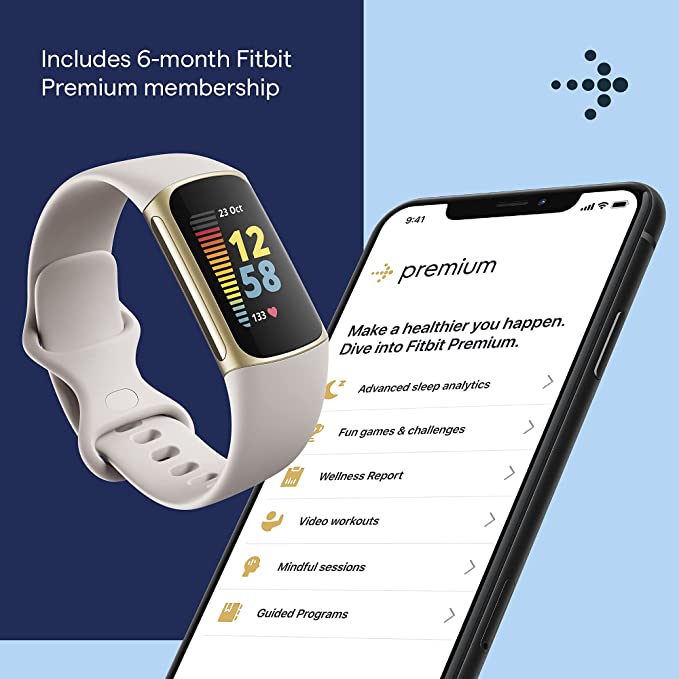 Includes 6-month Fitbit
Premium membership
23 Oct
12
58
133
9:41
premium
Make a healthier you happen.
Dive into Fitbit Premium.
Advanced sleep analytics
Fun games & challenges
Wellness Report
Video workouts
Mindful sessions
Guided Programs